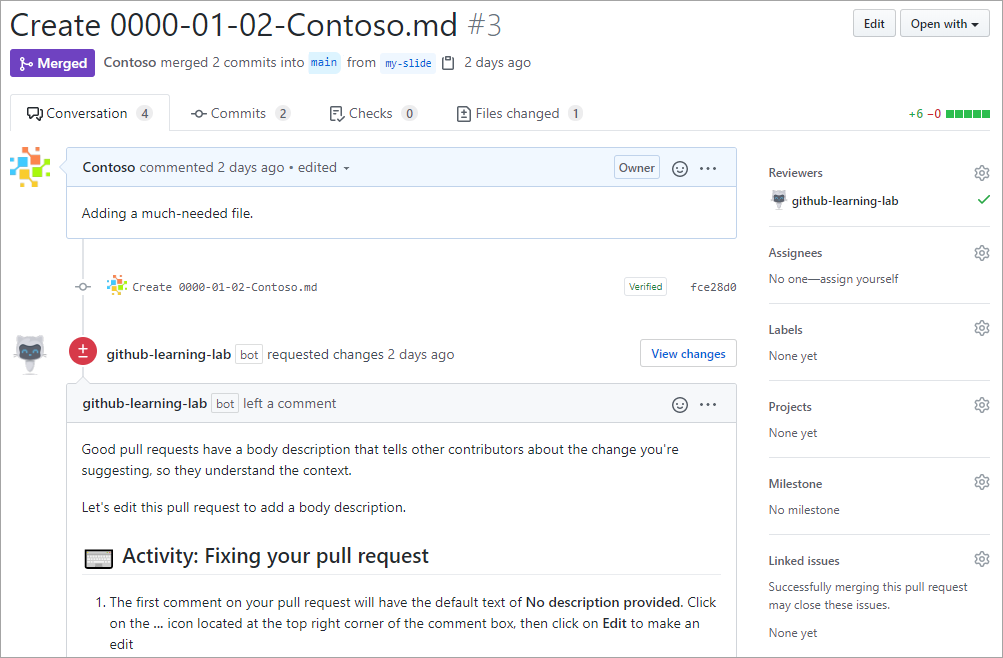 Create 0000-01-02-Contoso.md #3
Edit
Open with
Merged
Contoso merged 2 commits into main from my-slide 2 days ago
Conversation 4
Commits 2
Checks 0
Files changed 1
+6 −0
Contoso commented 2 days ago • edited
Owner
Adding a much-needed file.
Create 0000-01-02-Contoso.md
Verified
fce28d0
github-learning-lab bot requested changes 2 days ago
View changes
github-learning-lab bot left a comment
Good pull requests have a body description that tells other contributors about the change you're
suggesting, so they understand the context.
Let's edit this pull request to add a body description.
Activity: Fixing your pull request
1. The first comment on your pull request will have the default text of No description provided. Click
on the ... icon located at the top right corner of the comment box, then click on Edit to make an
edit
Reviewers
github-learning-lab
Assignees
No one—assign yourself
Labels
None yet
Projects
None yet
Milestone
No milestone
Linked issues
Successfully merging this pull request
may close these issues.
None yet